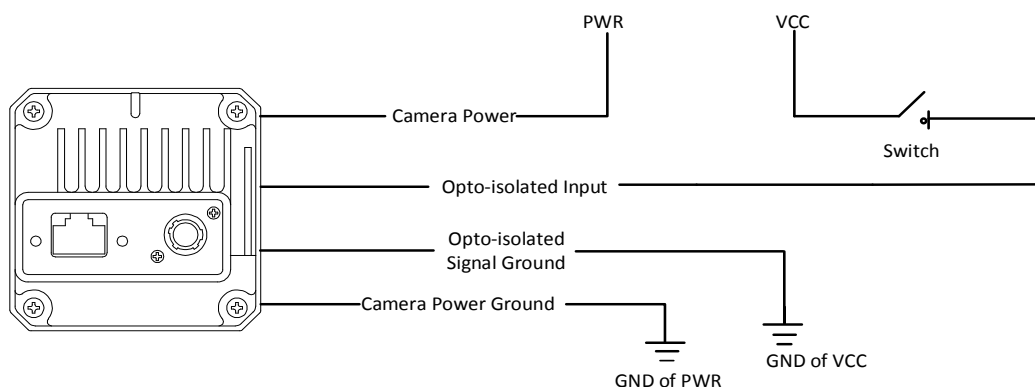 PWR
VCC
Camera Power
Switch
Opto-isolated Input
Opto-isolated
Signal Ground
Camera Power Ground
GND of VCC
GND of PWR